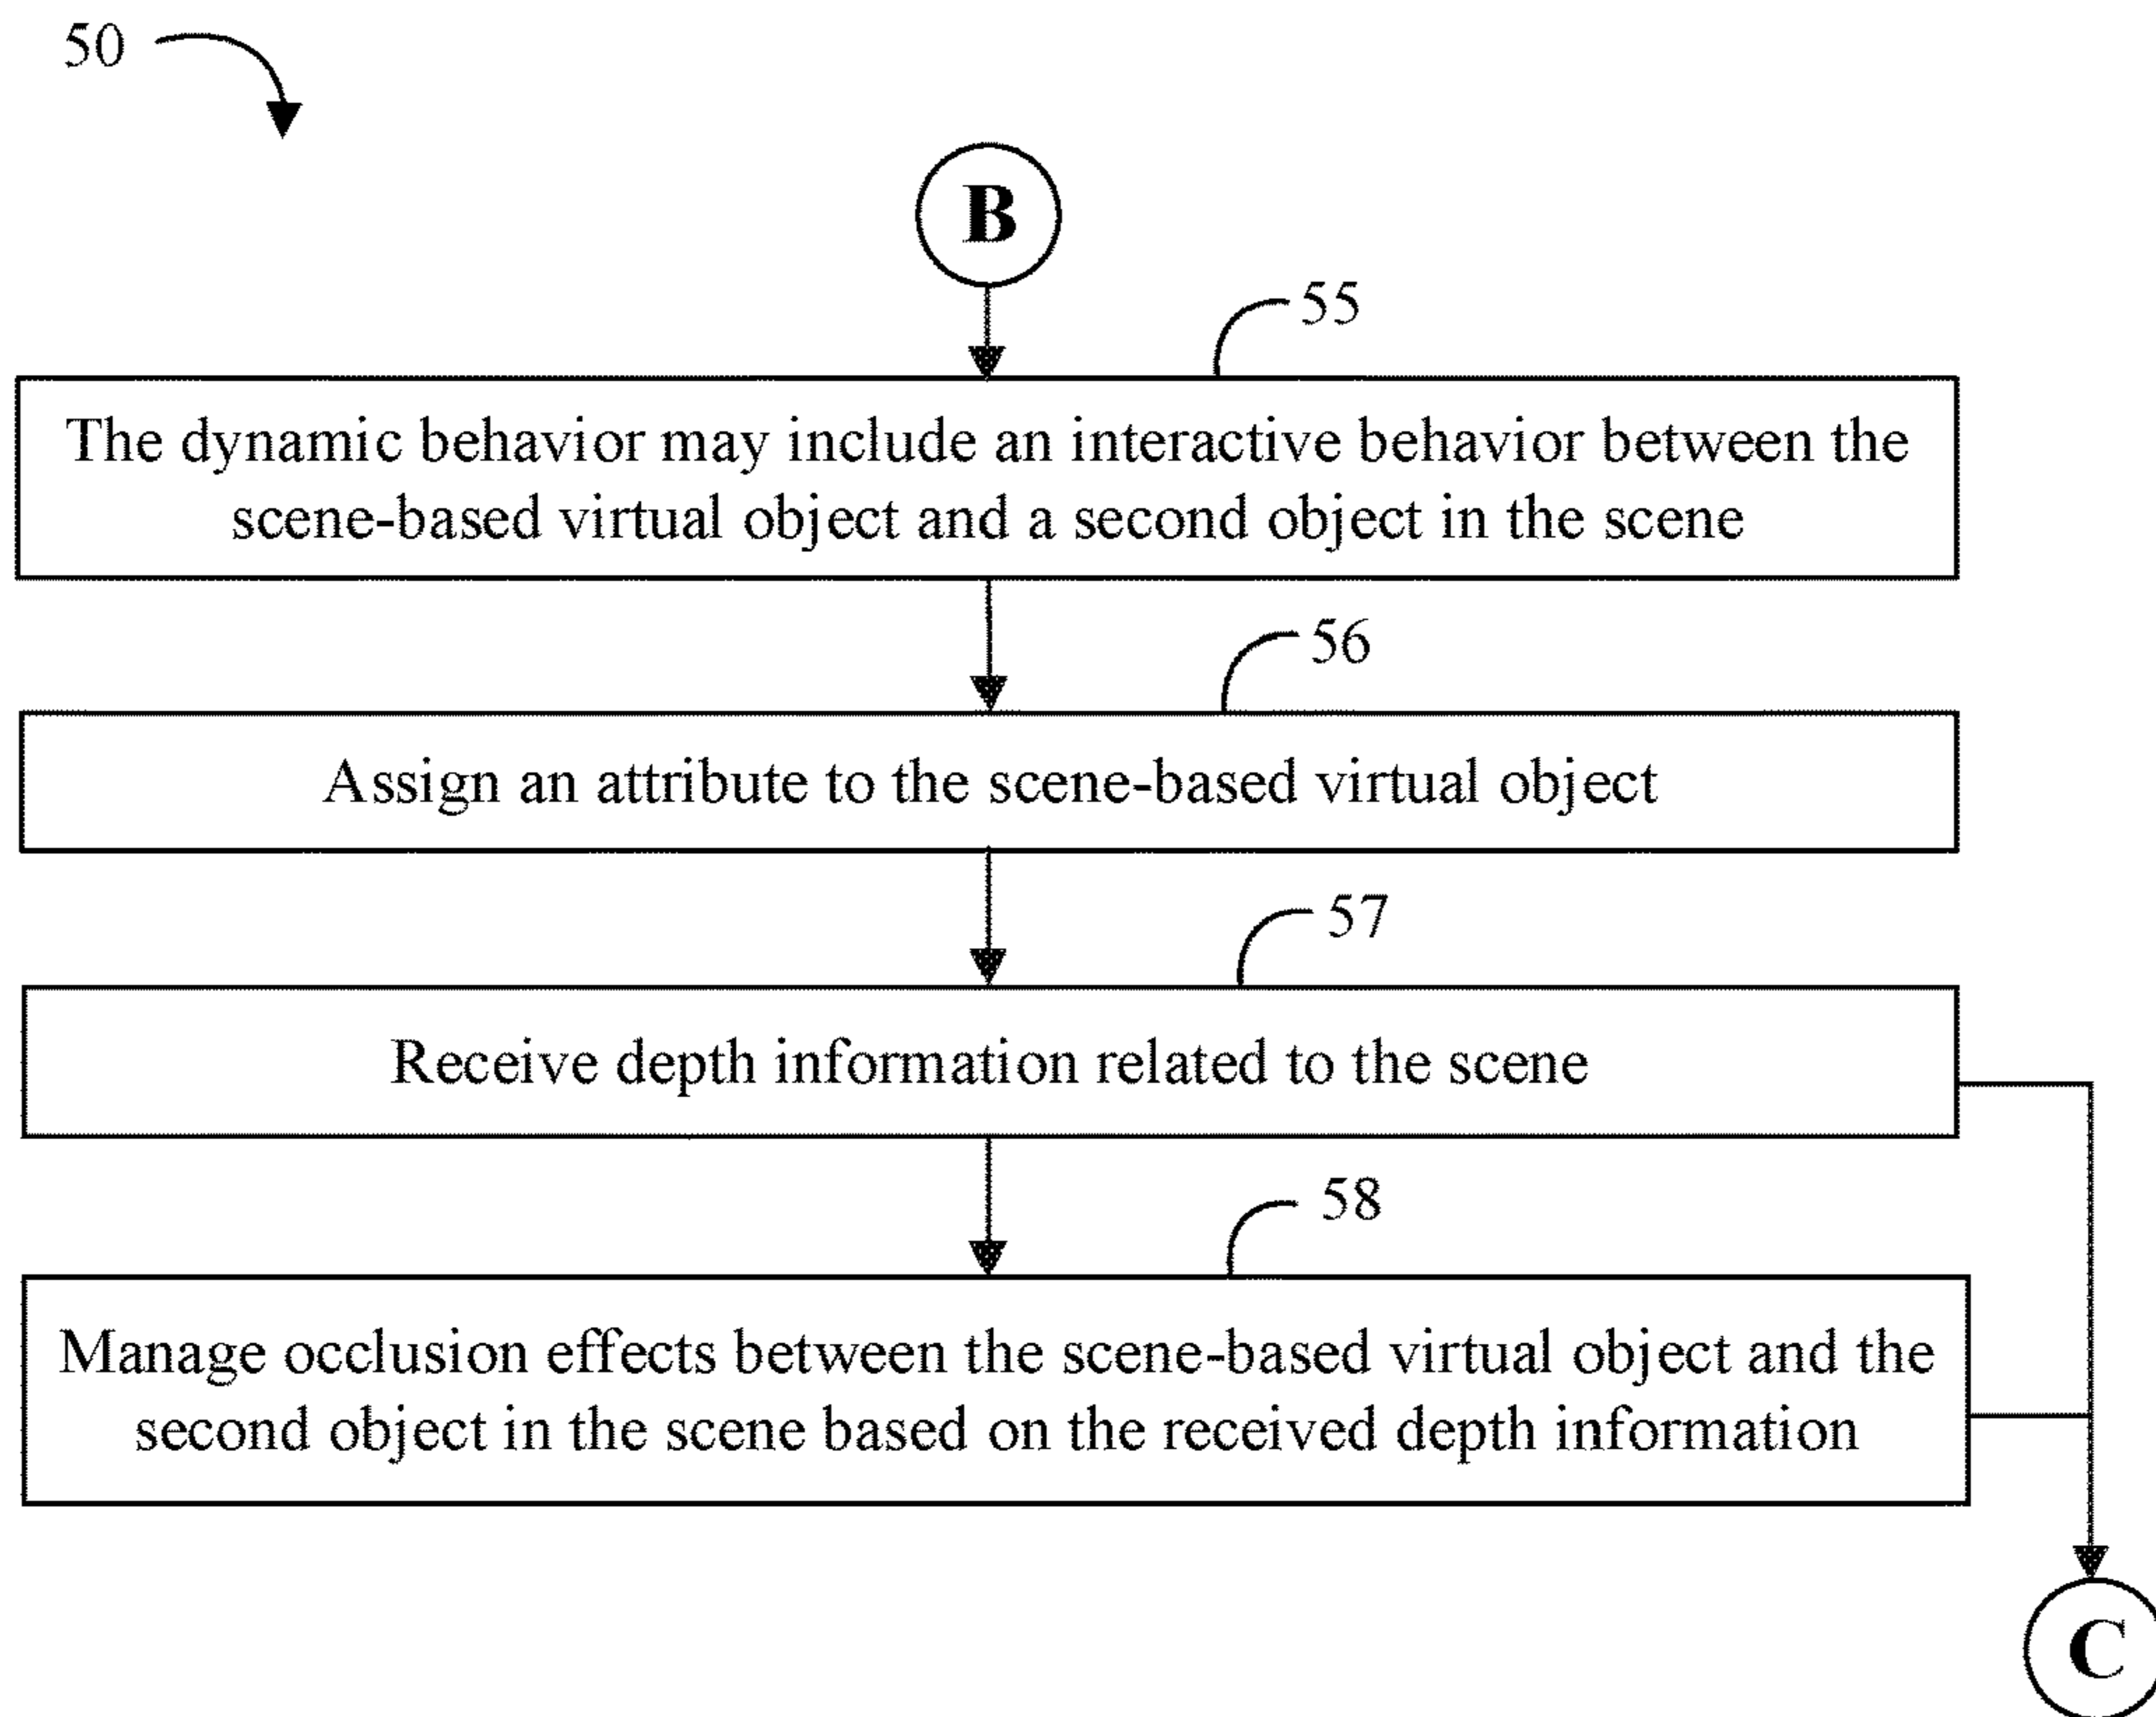 50
B
55
The dynamic behavior may include an interactive behavior between the
scene-based virtual object and a second object in the scene
56
Assign an attribute to the scene-based virtual object
57
Receive depth information related to the scene
58
Manage occlusion effects between the scene-based virtual object and the
second object in the scene based on the received depth information
C